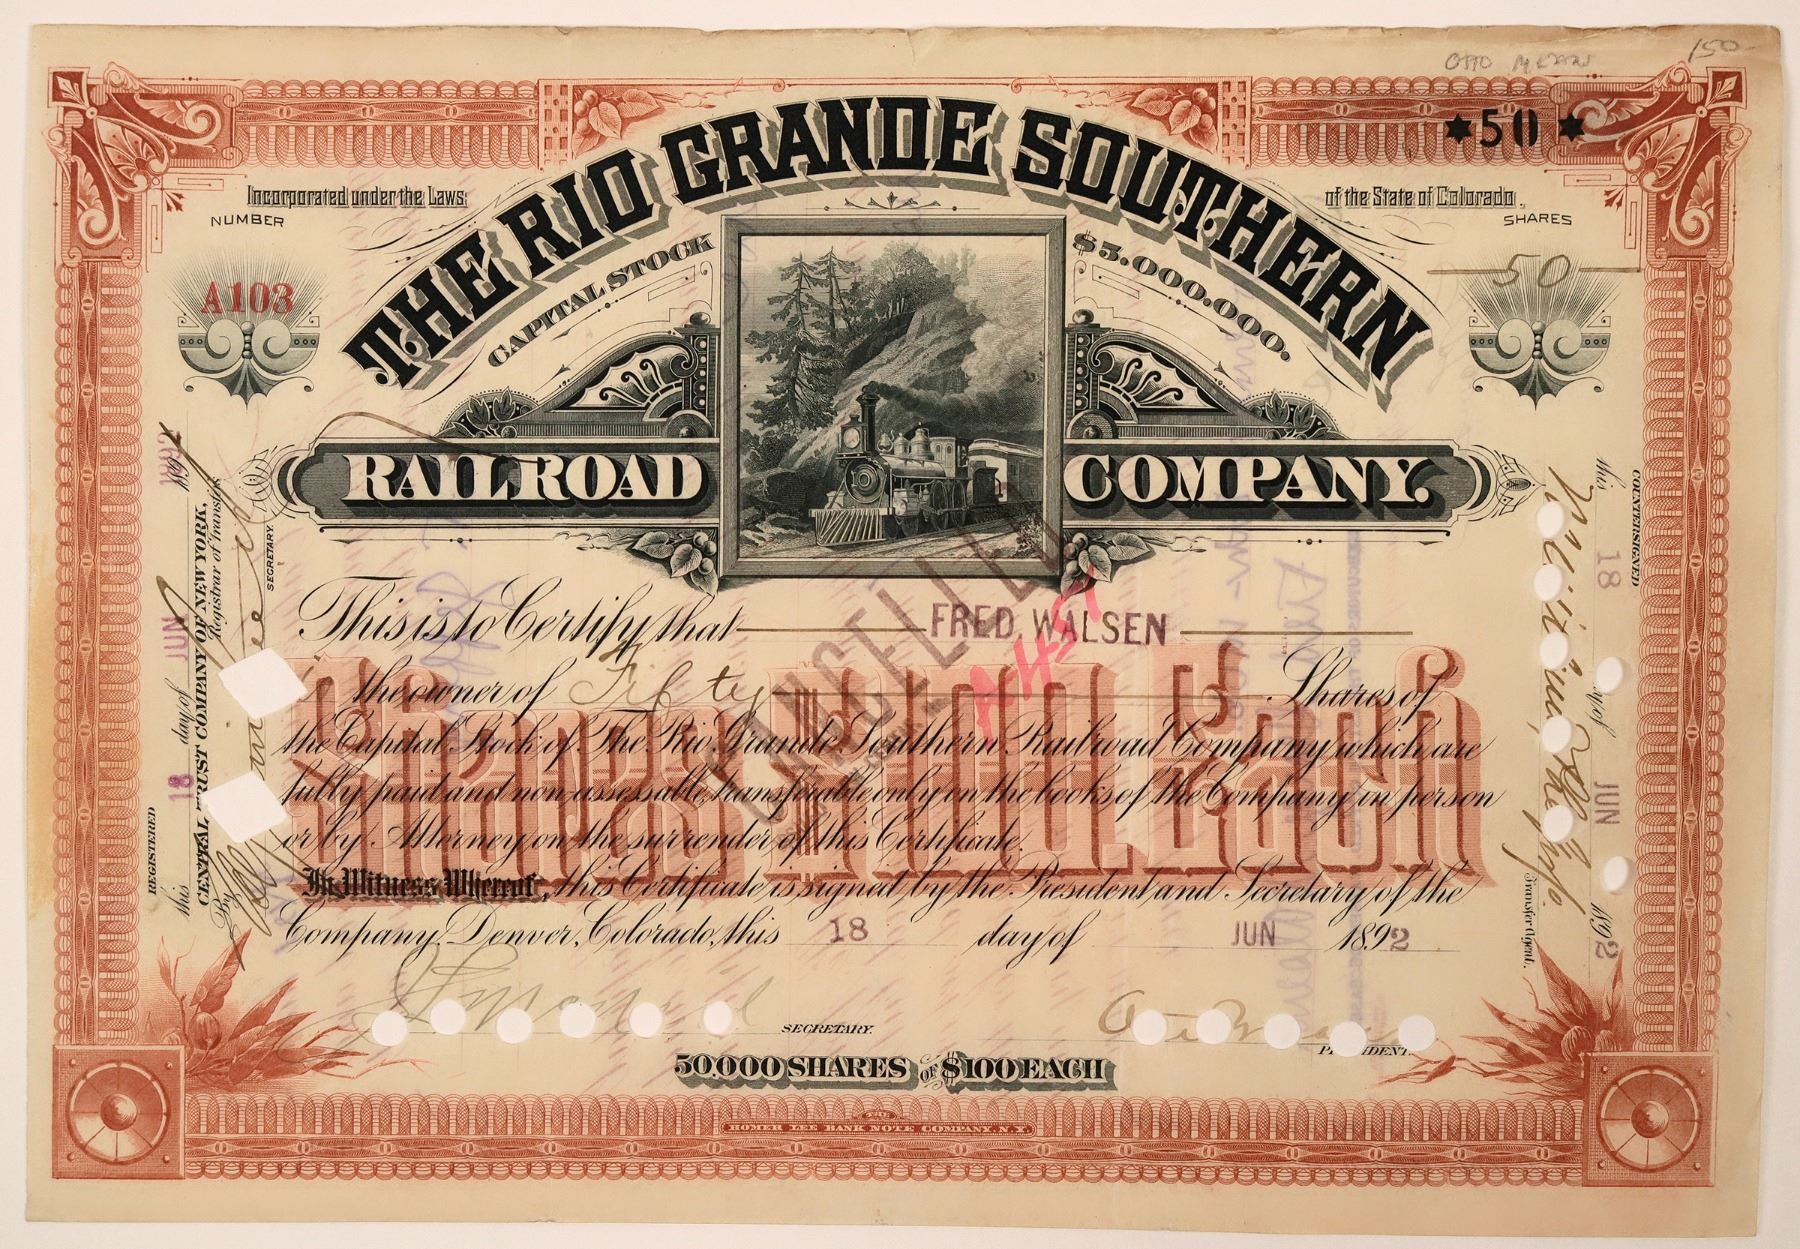 Otto Mears 150-
★50★
THE RIO GRANDE SOUTHERN
Incorporated under the Laws of the State of Colorado.
NUMBER SHARES
CAPITAL STOCK $5.000.000.
A103 50
RAILROAD COMPANY.
This is to Certify that FRED. WALSEN
the owner of Fifty Shares of
the Capital Stock of The Rio Grande Southern Railroad Company which are
fully paid and non-assessable, transferable only on the books of the Company in person
or by Attorney on the surrender of this Certificate.
In Witness Whereof, this Certificate is signed by the President and Secretary of the
Company, Denver, Colorado, this 18 day of JUN 1892
Shares $100. Each
CANCELLED
SECRETARY. PRESIDENT.
50.000 SHARES OF $100 EACH
THE
HOMER LEE BANK NOTE COMPANY. N.Y.
REGISTERED
this 18 day of JUN 1892
CENTRAL TRUST COMPANY OF NEW YORK,
Registrar of Transfers
By
SECRETARY.
COUNTERSIGNED
this 18 day of JUN 1892
Transfer Agent.